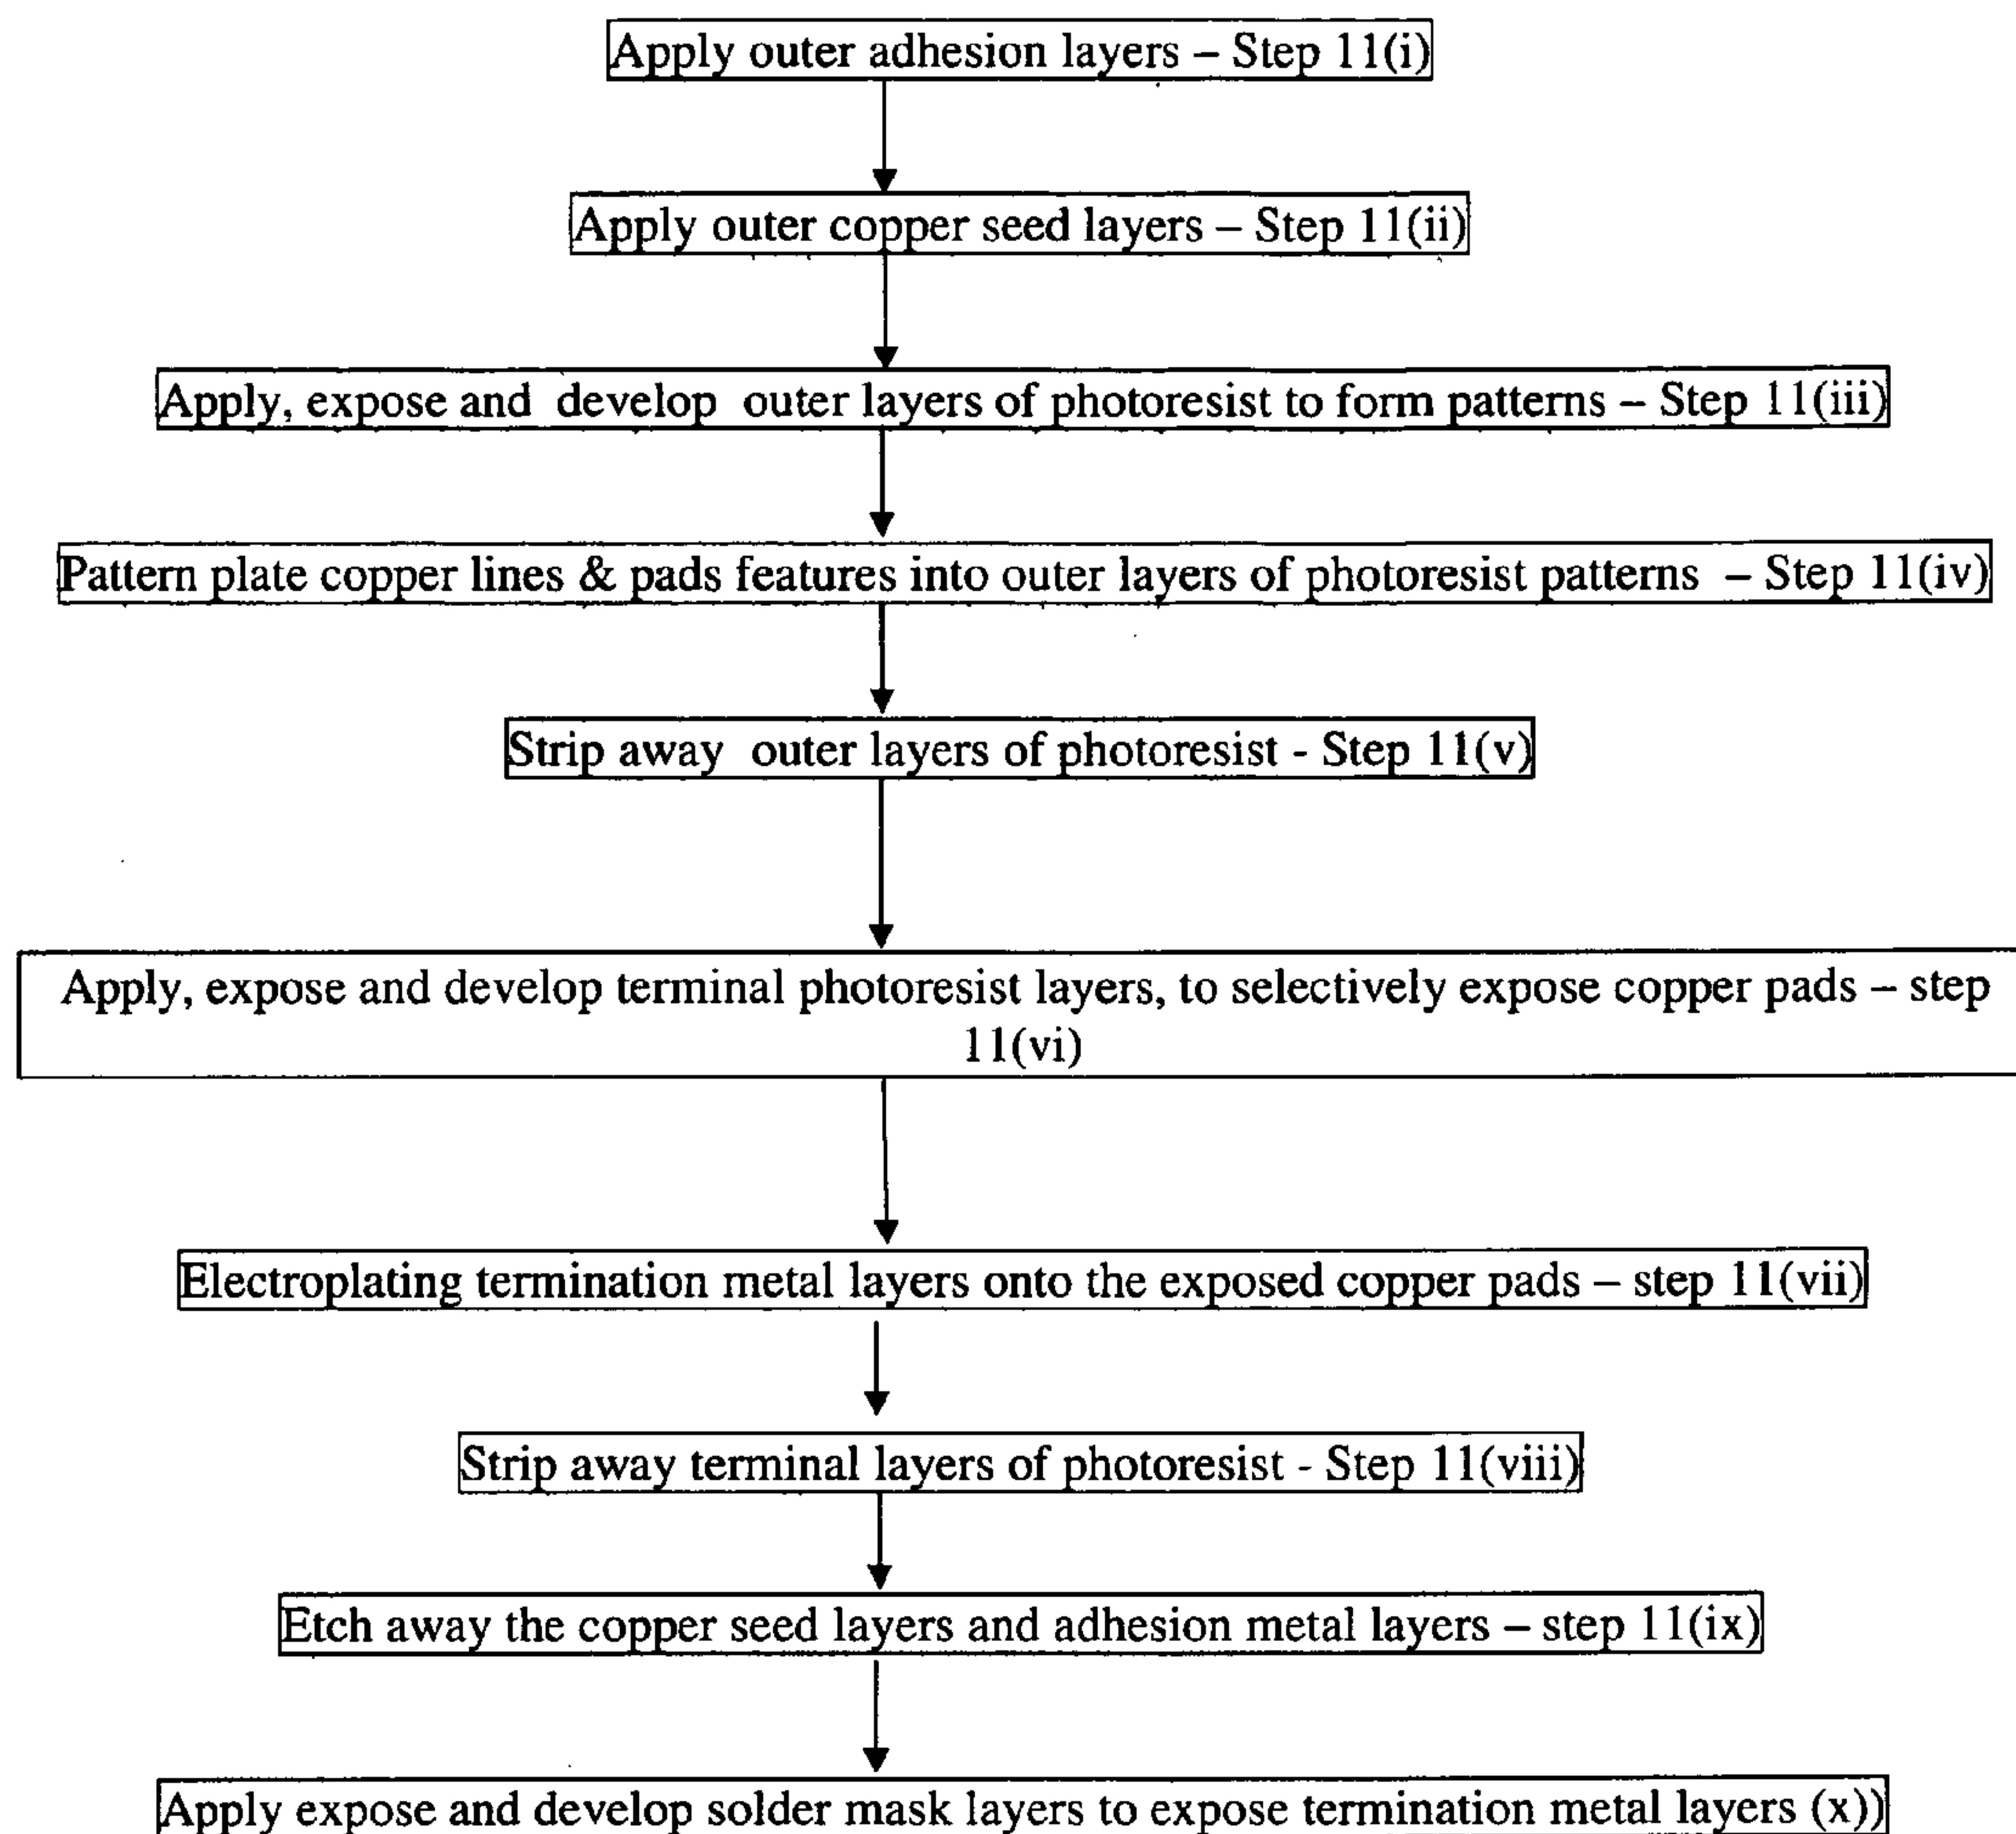 Apply outer adhesion layers – Step 11(i)
Apply outer copper seed layers – Step 11(ii)
Apply, expose and develop outer layers of photoresist to form patterns – Step 11(iii)
Pattern plate copper lines & pads features into outer layers of photoresist patterns – Step 11(iv)
Strip away outer layers of photoresist - Step 11(v)
Apply, expose and develop terminal photoresist layers, to selectively expose copper pads – step
11(vi)
Electroplating termination metal layers onto the exposed copper pads – step 11(vii)
Strip away terminal layers of photoresist - Step 11(viii)
Etch away the copper seed layers and adhesion metal layers – step 11(ix)
Apply expose and develop solder mask layers to expose termination metal layers (x))